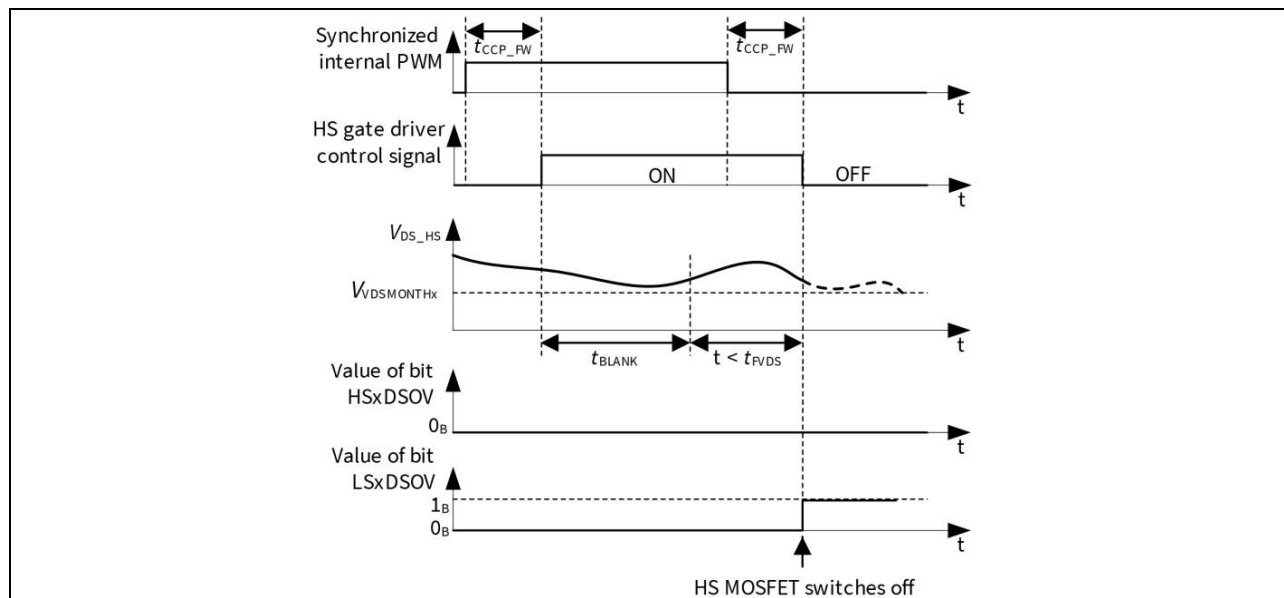 Synchronized
internal PWM
tCCP_FW
tCCP_FW
t
HS gate driver
control signal
ON
OFF
t
VDS_HS
VVDSMONTHx
tBLANK
t < tFVDS
t
Value of bit
HSxDSOV
0B
t
Value of bit
LSxDSOV
1B
0B
t
HS MOSFET switches off